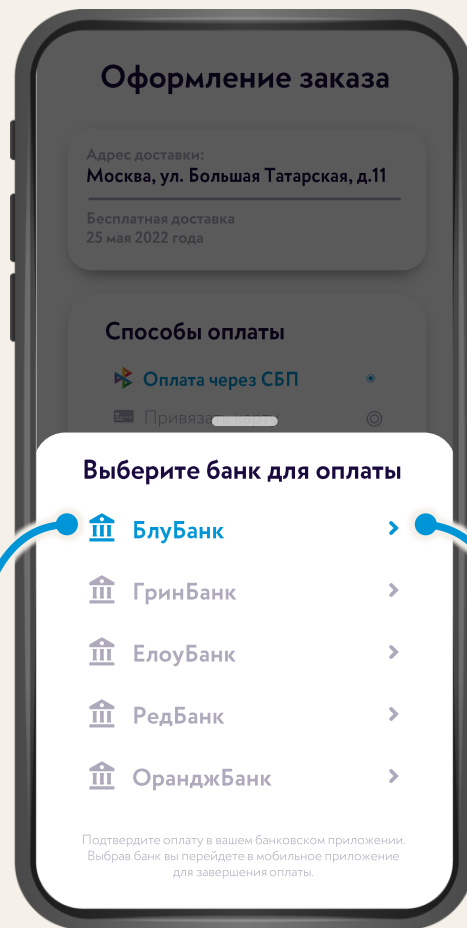 Оформление заказа
Адрес доставки:
Москва, ул. Большая Татарская, д.11
Бесплатная доставка
25 мая 2022 года
Способы оплаты
Оплата через СБП
Привязать карту
Выберите банк для оплаты
БлуБанк
ГринБанк
ЕлоуБанк
РедБанк
ОранджБанк
Подтвердите оплату в вашем банковском приложении.
Выбрав банк вы перейдете в мобильное приложение
для завершения оплаты.